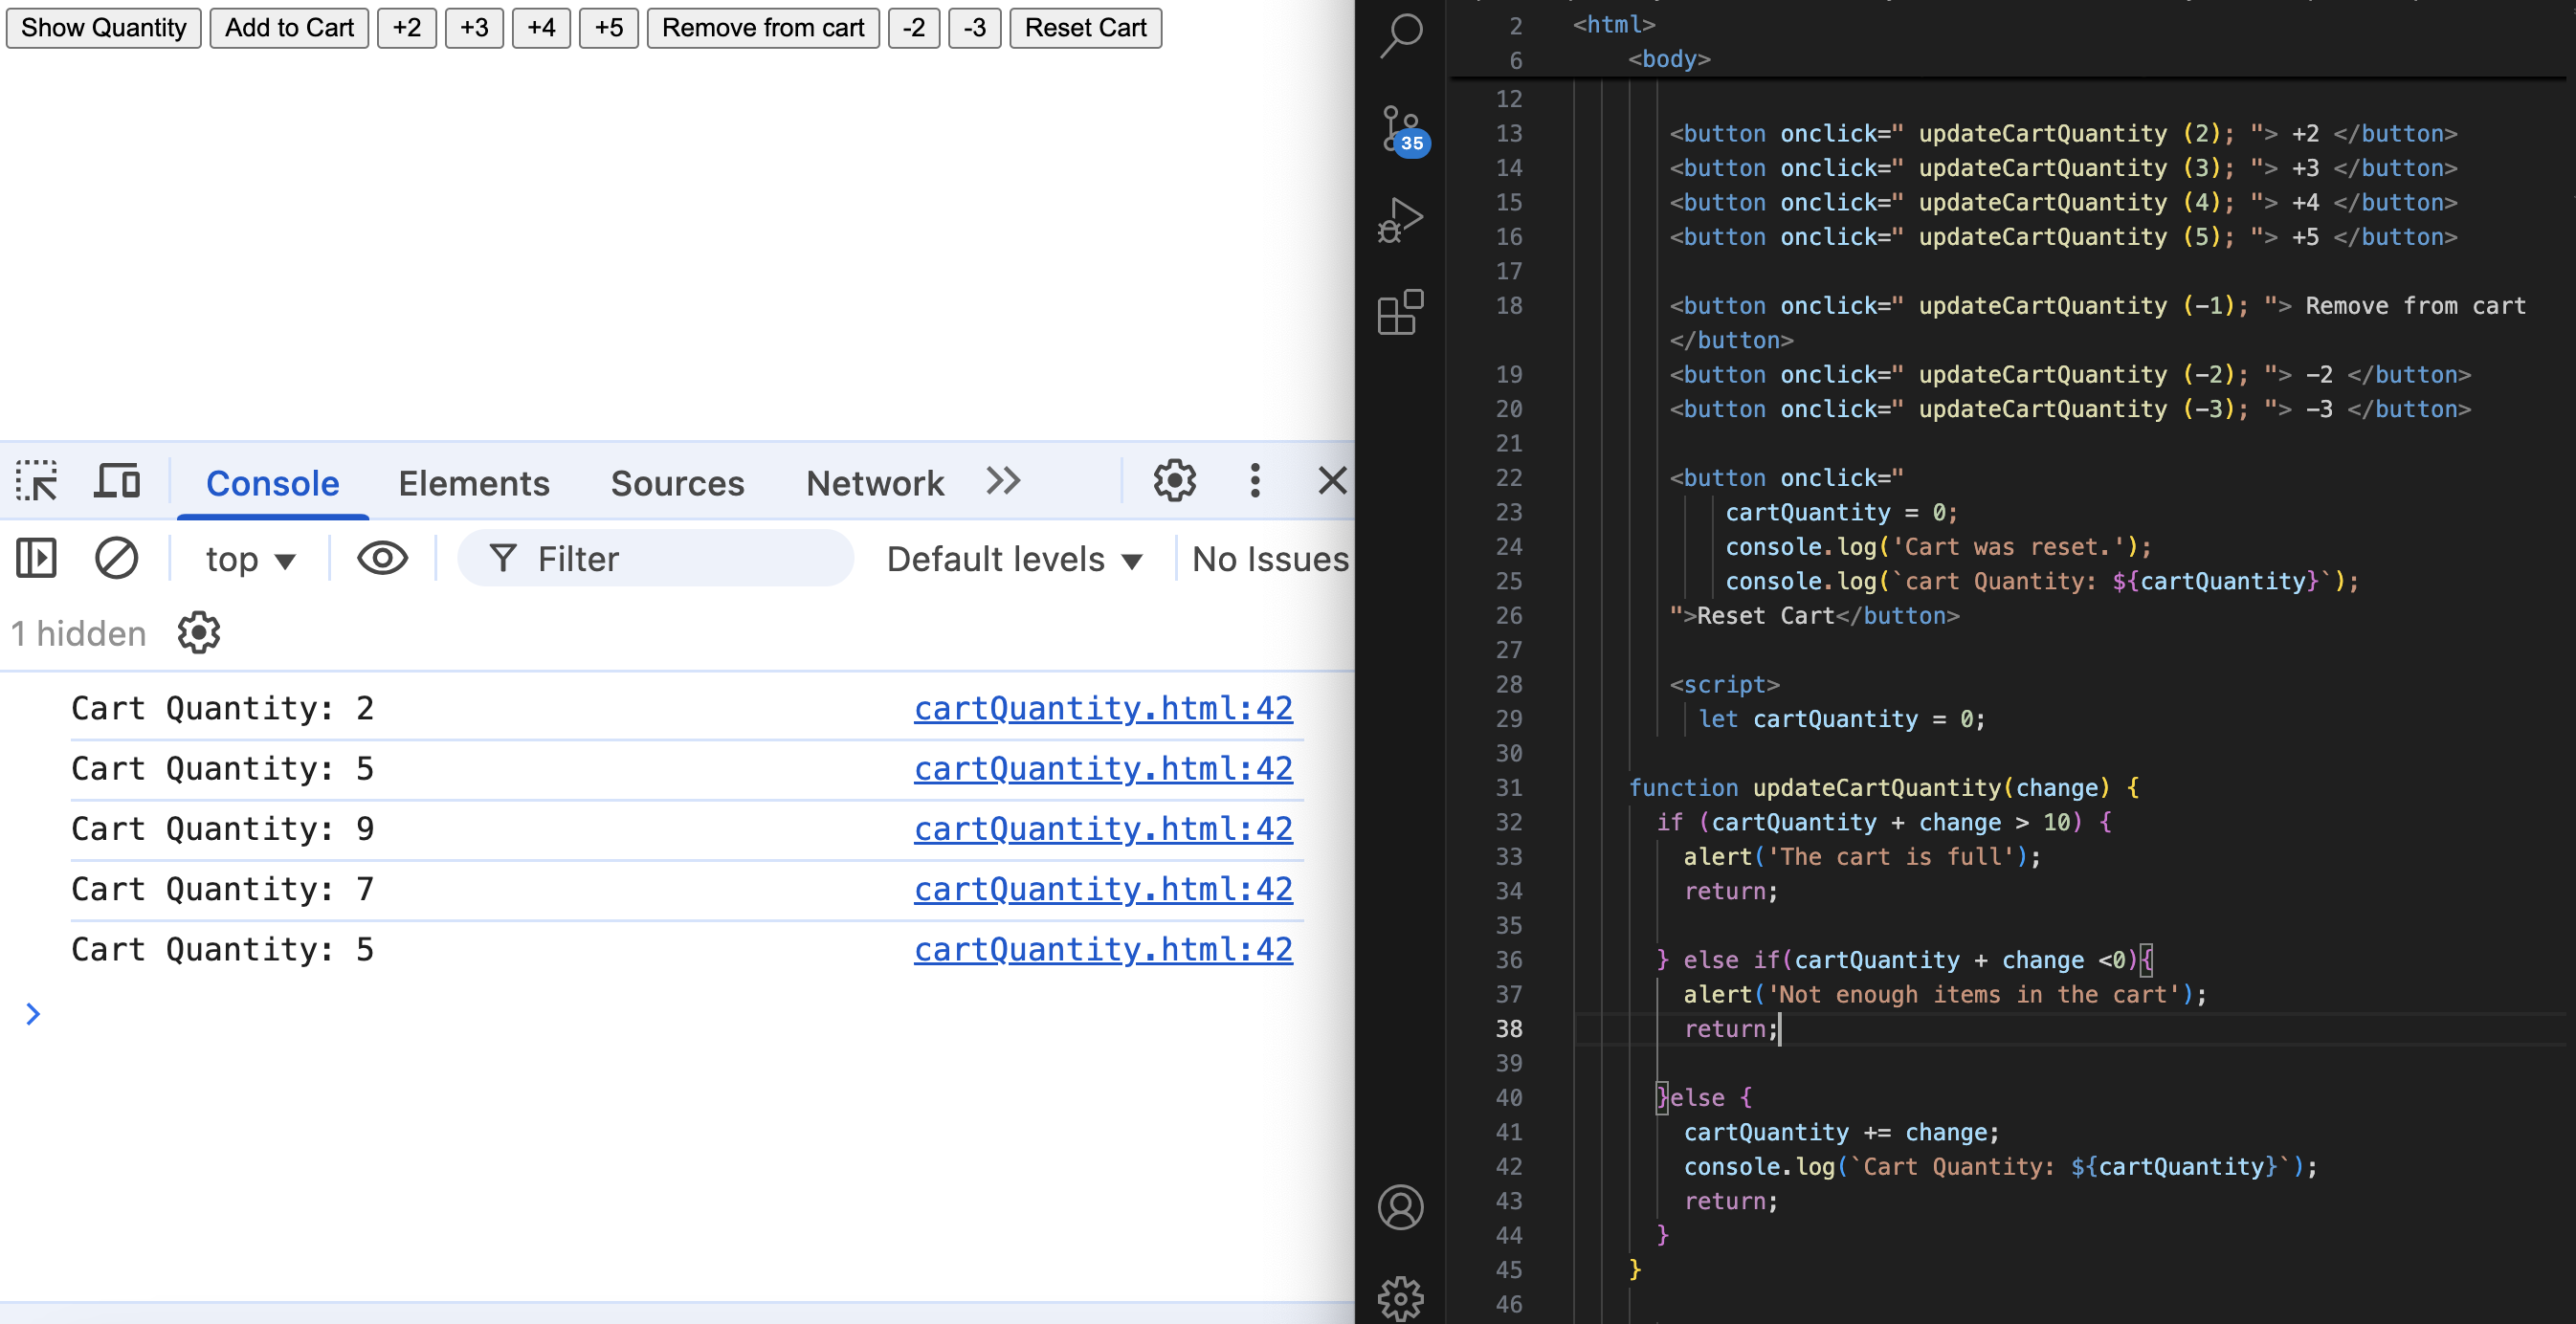 Show Quantity Add to Cart +2 +3 +4 +5 Remove from cart -2 -3 Reset Cart
Console Elements Sources Network
top Filter Default levels No Issues
1 hidden
Cart Quantity: 2 cartQuantity.html:42
Cart Quantity: 5 cartQuantity.html:42
Cart Quantity: 9 cartQuantity.html:42
Cart Quantity: 7 cartQuantity.html:42
Cart Quantity: 5 cartQuantity.html:42
35
2 <html>
6 <body>
12
13 <button onclick=" updateCartQuantity (2); "> +2 </button>
14 <button onclick=" updateCartQuantity (3); "> +3 </button>
15 <button onclick=" updateCartQuantity (4); "> +4 </button>
16 <button onclick=" updateCartQuantity (5); "> +5 </button>
17
18 <button onclick=" updateCartQuantity (-1); "> Remove from cart
</button>
19 <button onclick=" updateCartQuantity (-2); "> -2 </button>
20 <button onclick=" updateCartQuantity (-3); "> -3 </button>
21
22 <button onclick="
23 cartQuantity = 0;
24 console.log('Cart was reset.');
25 console.log(`cart Quantity: ${cartQuantity}`);
26 ">Reset Cart</button>
27
28 <script>
29 let cartQuantity = 0;
30
31 function updateCartQuantity(change) {
32 if (cartQuantity + change > 10) {
33 alert('The cart is full');
34 return;
35
36 } else if(cartQuantity + change <0){
37 alert('Not enough items in the cart');
38 return;
39
40 }else {
41 cartQuantity += change;
42 console.log(`Cart Quantity: ${cartQuantity}`);
43 return;
44 }
45 }
46